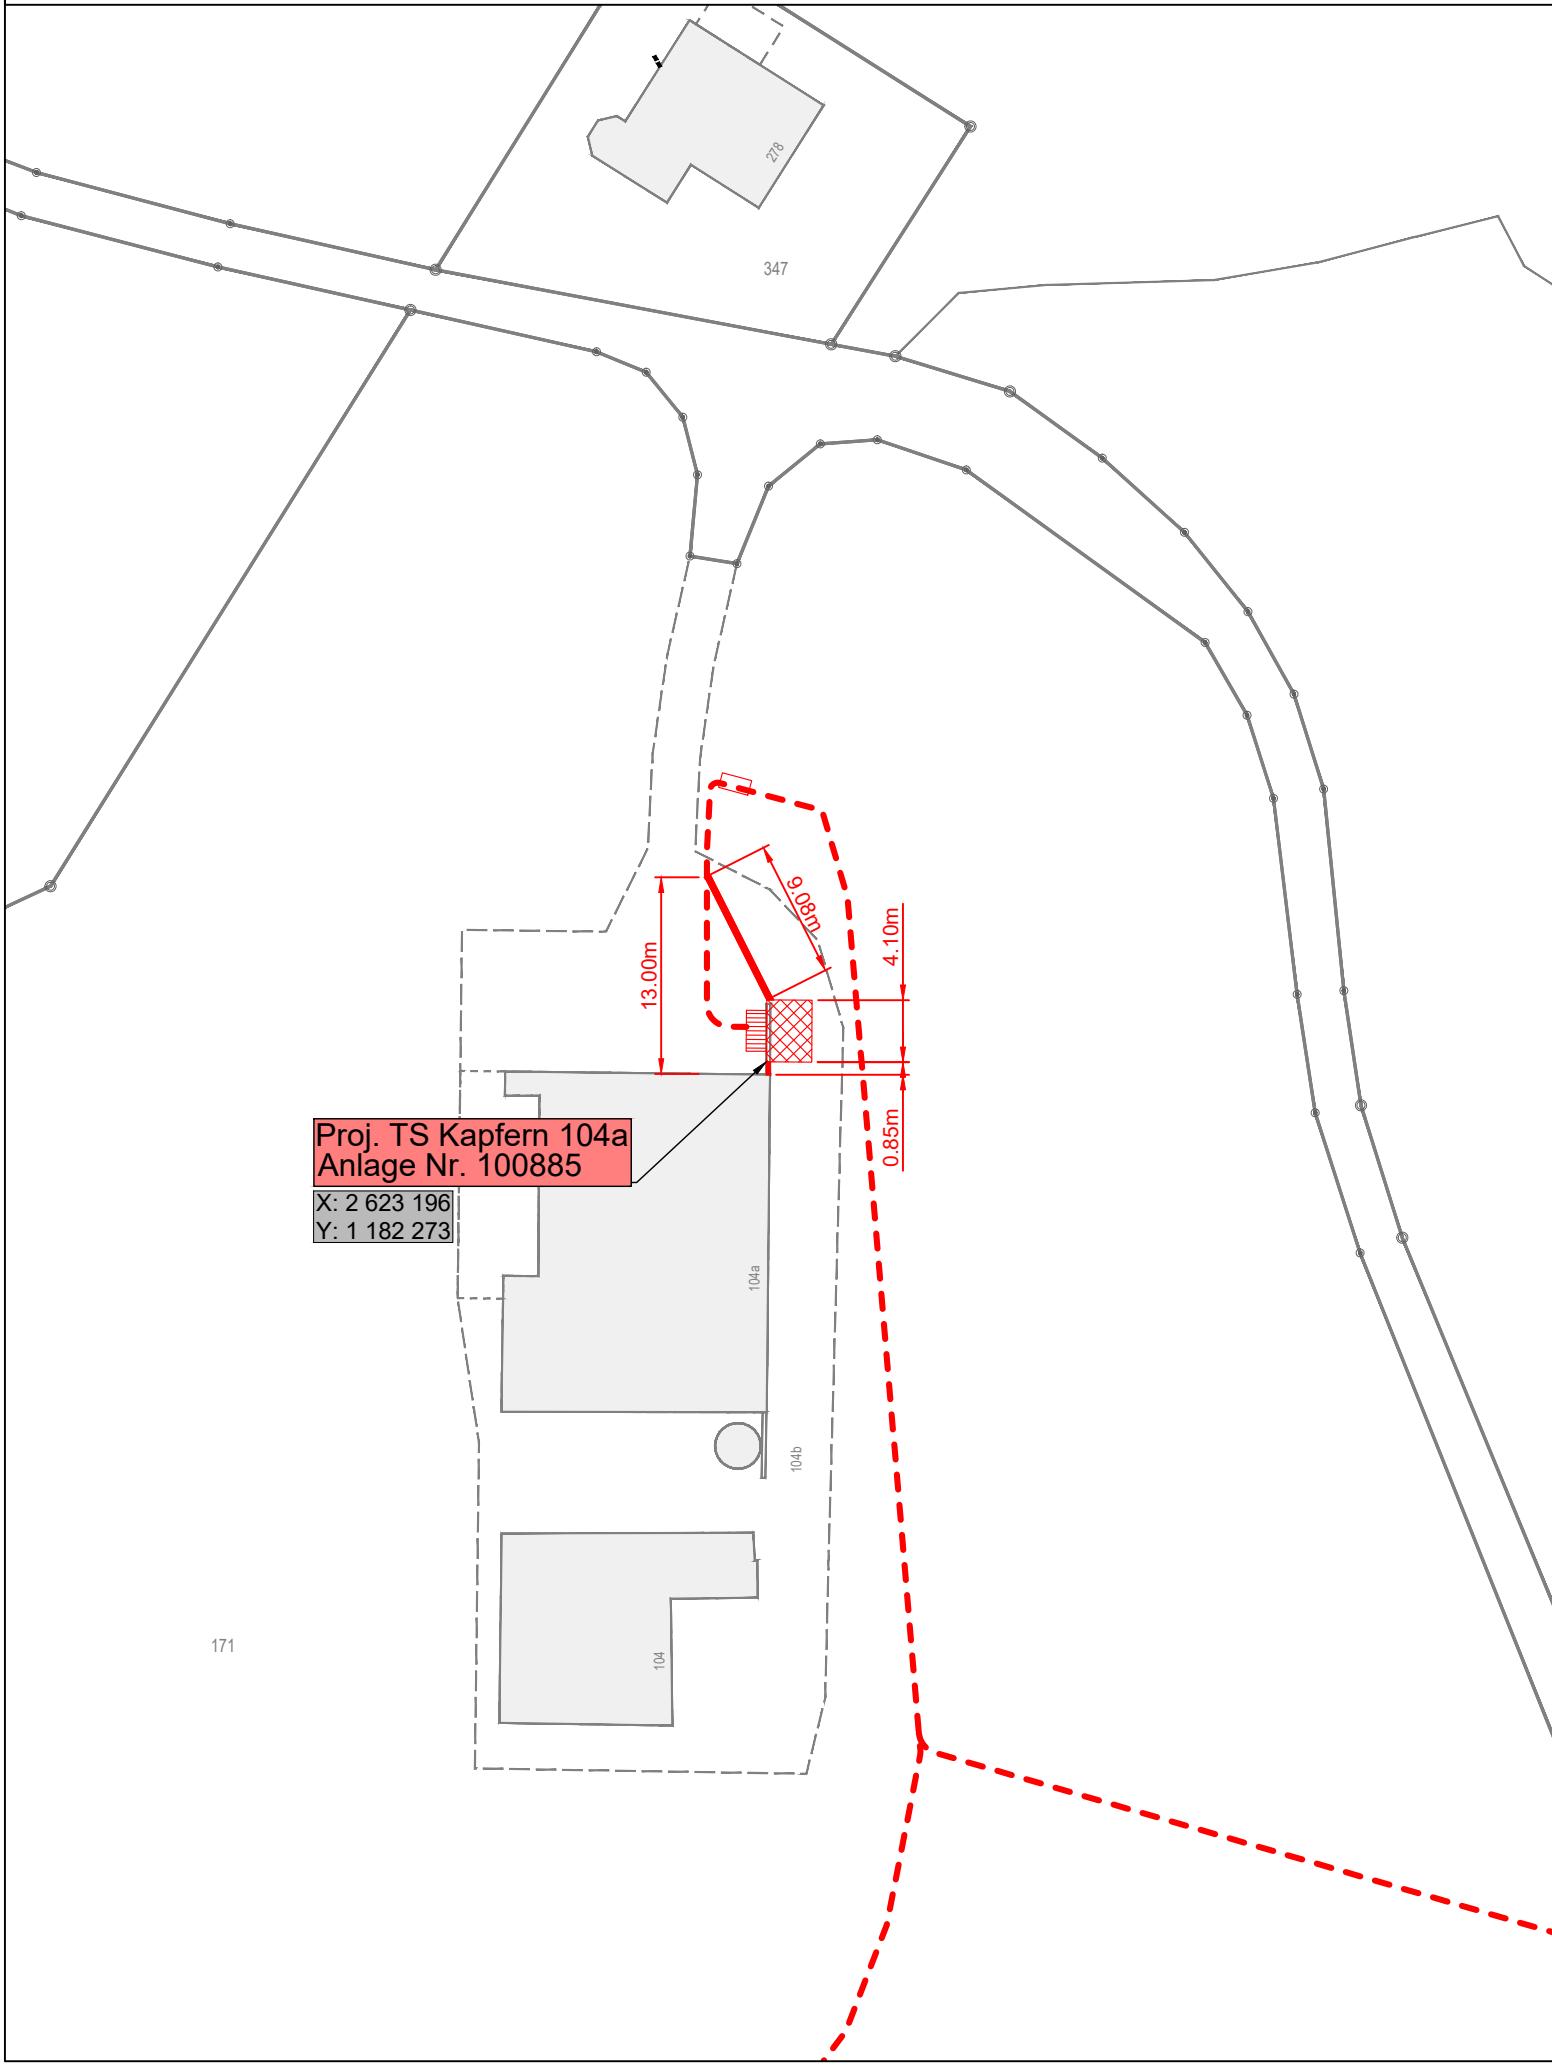 278
347
9.08m
4.10m
13.00m
0.85m
Proj. TS Kapfern 104a
Anlage Nr. 100885
X: 2 623 196
Y: 1 182 273
104a
104b
171
104